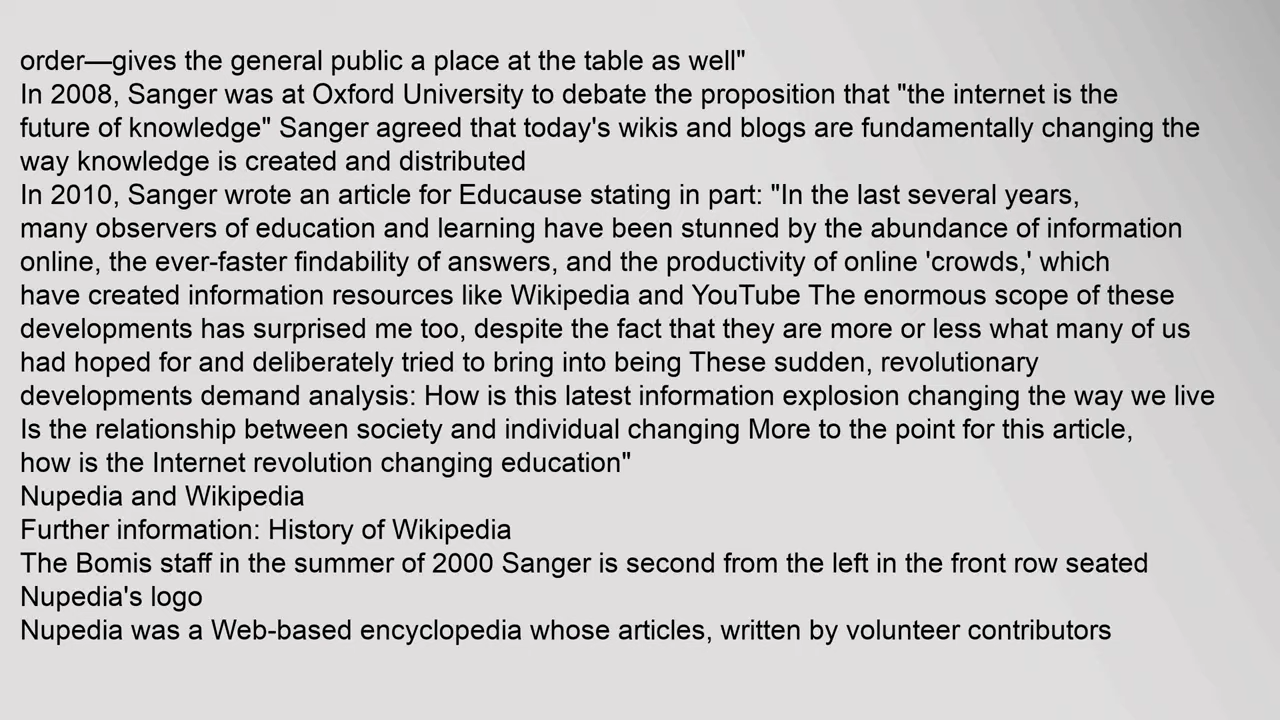 order—gives the general public a place at the table as well"
In 2008, Sanger was at Oxford University to debate the proposition that "the internet is the
future of knowledge" Sanger agreed that today's wikis and blogs are fundamentally changing the
way knowledge is created and distributed
In 2010, Sanger wrote an article for Educause stating in part: "In the last several years,
many observers of education and learning have been stunned by the abundance of information
online, the ever-faster findability of answers, and the productivity of online 'crowds,' which
have created information resources like Wikipedia and YouTube The enormous scope of these
developments has surprised me too, despite the fact that they are more or less what many of us
had hoped for and deliberately tried to bring into being These sudden, revolutionary
developments demand analysis: How is this latest information explosion changing the way we live
Is the relationship between society and individual changing More to the point for this article,
how is the Internet revolution changing education"
Nupedia and Wikipedia
Further information: History of Wikipedia
The Bomis staff in the summer of 2000 Sanger is second from the left in the front row seated
Nupedia's logo
Nupedia was a Web-based encyclopedia whose articles, written by volunteer contributors